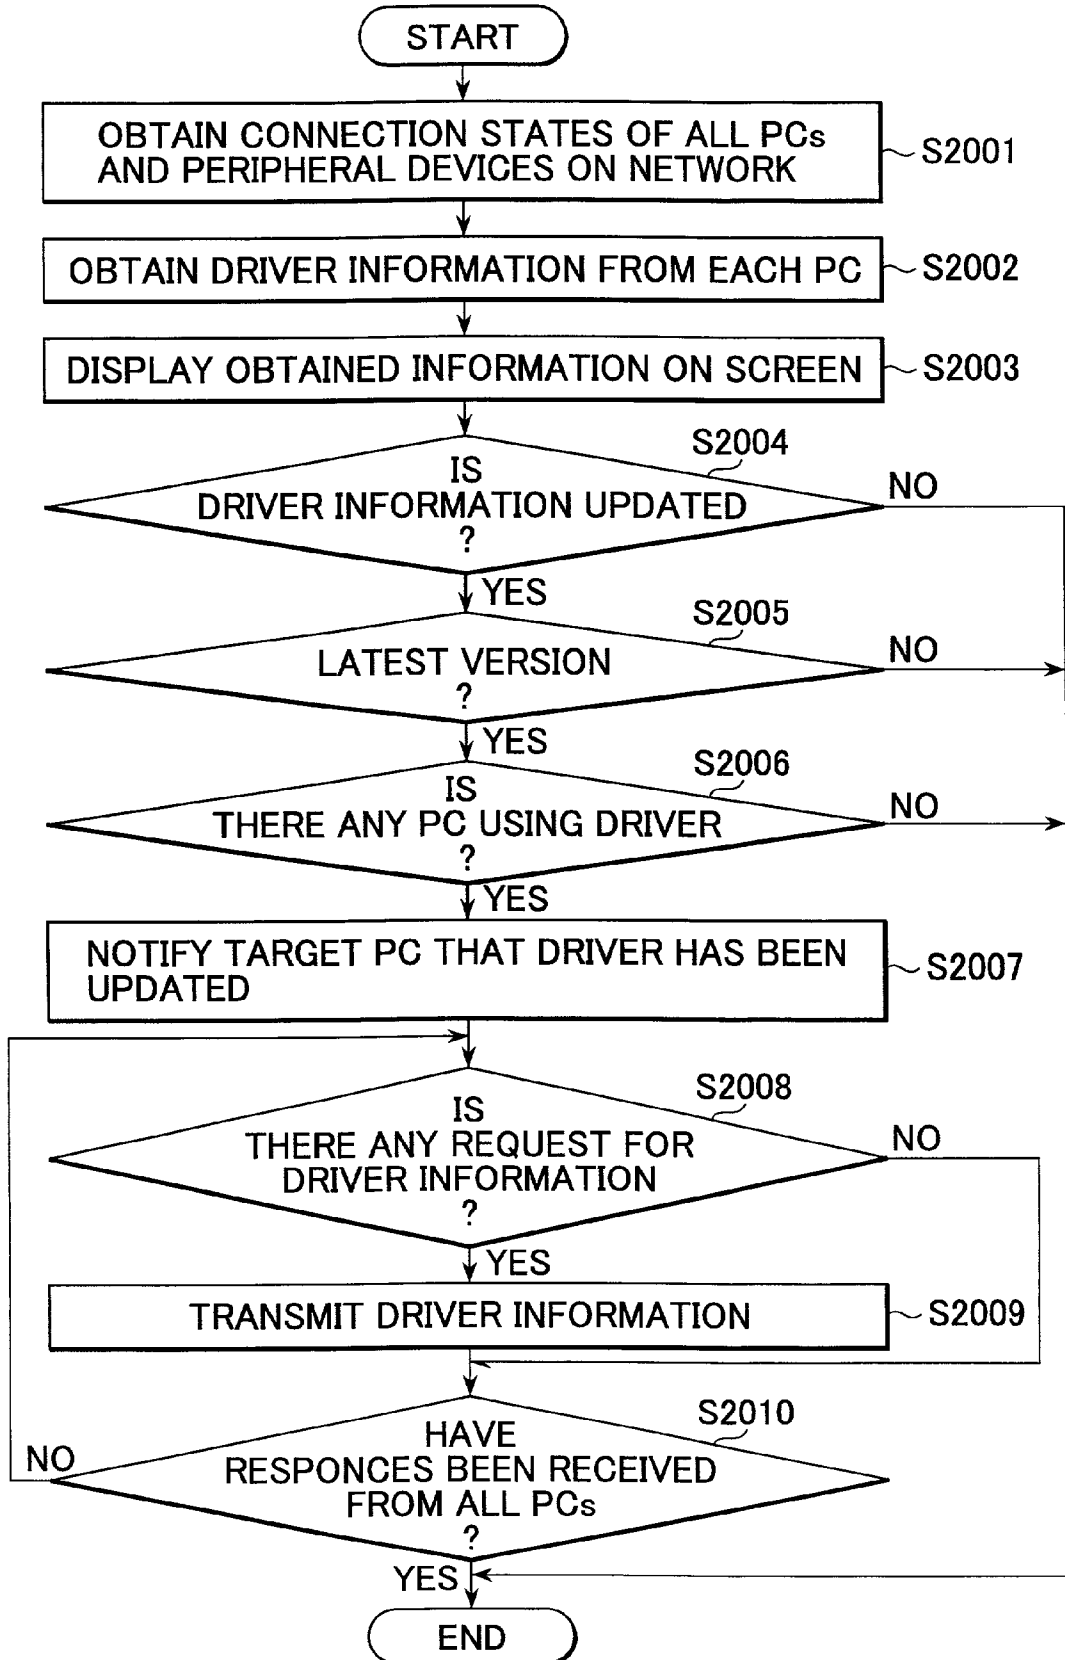 START
OBTAIN CONNECTION STATES OF ALL PCs
AND PERIPHERAL DEVICES ON NETWORK
S2001
OBTAIN DRIVER INFORMATION FROM EACH PC
S2002
DISPLAY OBTAINED INFORMATION ON SCREEN
S2003
S2004
IS
DRIVER INFORMATION UPDATED
?
NO
YES
S2005
LATEST VERSION
?
NO
YES
S2006
IS
THERE ANY PC USING DRIVER
?
NO
YES
NOTIFY TARGET PC THAT DRIVER HAS BEEN
UPDATED
S2007
S2008
IS
THERE ANY REQUEST FOR
DRIVER INFORMATION
?
NO
YES
TRANSMIT DRIVER INFORMATION
S2009
S2010
HAVE
RESPONCES BEEN RECEIVED
FROM ALL PCs
?
NO
YES
END